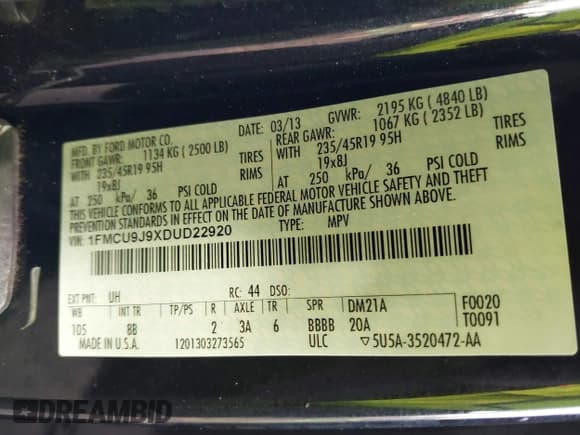 MFD. BY FORD MOTOR CO.
DATE: 03/13 GVWR: 2195 KG ( 4840 LB)
FRONT GAWR: 1134 KG ( 2500 LB) REAR GAWR: 1067 KG ( 2352 LB)
WITH 235/45R19 95H TIRES WITH 235/45R19 95H TIRES
19x8J RIMS 19x8J RIMS
AT 250 kPa/ 36 PSI COLD AT 250 kPa/ 36 PSI COLD
THIS VEHICLE CONFORMS TO ALL APPLICABLE FEDERAL MOTOR VEHICLE SAFETY AND THEFT
PREVENTION STANDARDS IN EFFECT ON THE DATE OF MANUFACTURE SHOWN ABOVE.
VIN: 1FMCU9J9XDUD22920 TYPE: MPV
EXT PNT: UH RC: 44 DSO:
WB INT TR TP/PS R AXLE TR SPR DM21A F0020
105 8B 2 3A 6 BBBB 20A T0091
MADE IN U.S.A. 1201303273565 ULC ▽5U5A-3520472-AA
DREAMBID